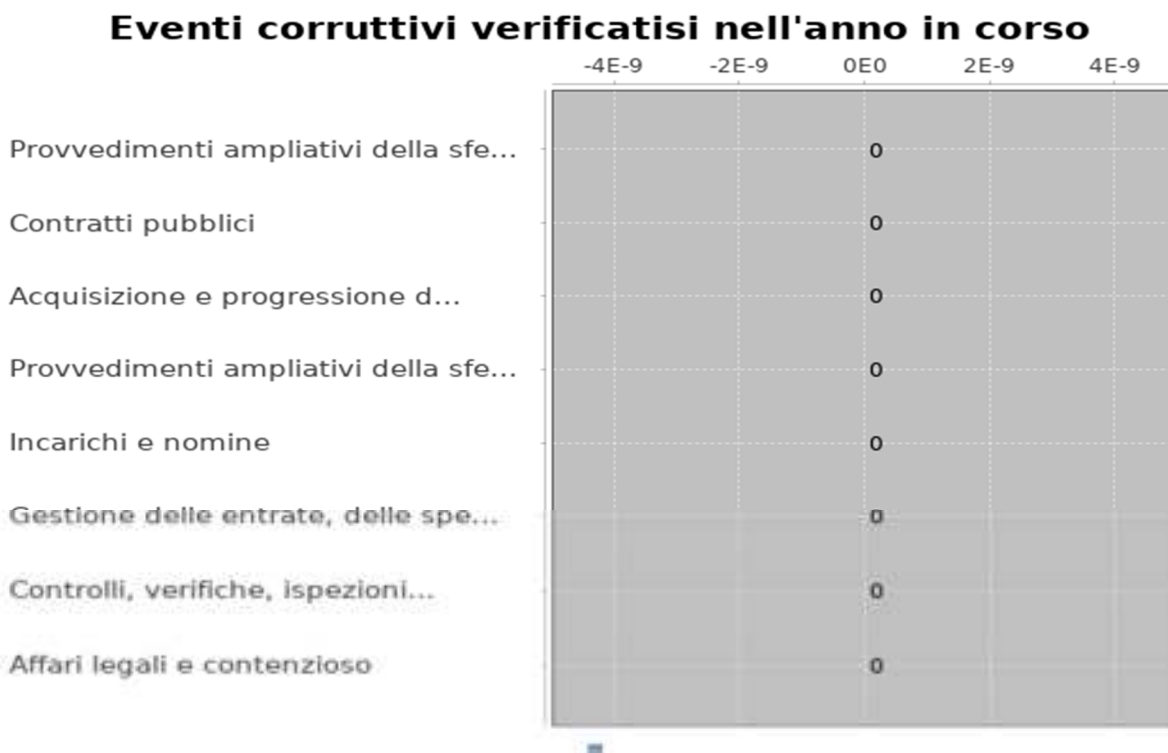 Eventi corruttivi verificatisi nell'anno in corso
-4E-9 -2E-9 0E0 2E-9 4E-9
Provvedimenti ampliativi della sfe... 0
Contratti pubblici 0
Acquisizione e progressione d... 0
Provvedimenti ampliativi della sfe... 0
Incarichi e nomine 0
Gestione delle entrate, delle spe... 0
Controlli, verifiche, ispezioni... 0
Affari legali e contenzioso 0